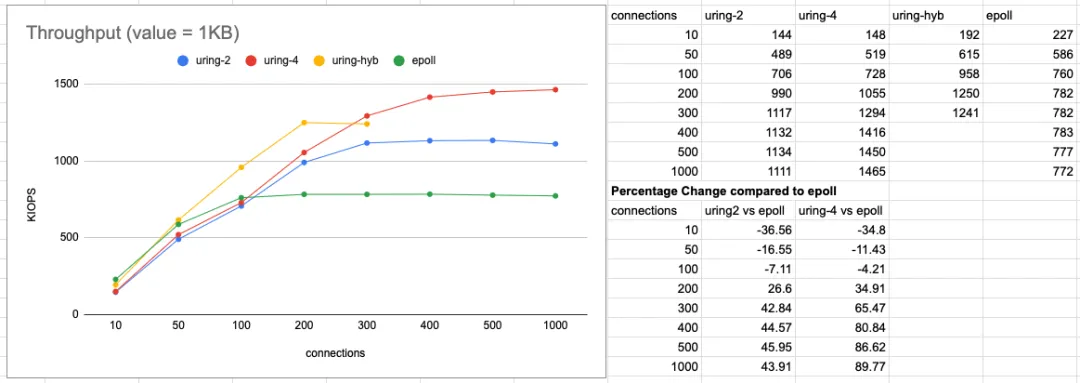 Throughput (value = 1KB)
uring-2 uring-4 uring-hyb epoll
1500
1000
500
0
KIOPS
10 50 100 200 300 400 500 1000
connections
connections uring-2 uring-4 uring-hyb epoll
10 144 148 192 227
50 489 519 615 586
100 706 728 958 760
200 990 1055 1250 782
300 1117 1294 1241 782
400 1132 1416 783
500 1134 1450 777
1000 1111 1465 772
Percentage Change compared to epoll
connections uring2 vs epoll uring-4 vs epoll
10 -36.56 -34.8
50 -16.55 -11.43
100 -7.11 -4.21
200 26.6 34.91
300 42.84 65.47
400 44.57 80.84
500 45.95 86.62
1000 43.91 89.77